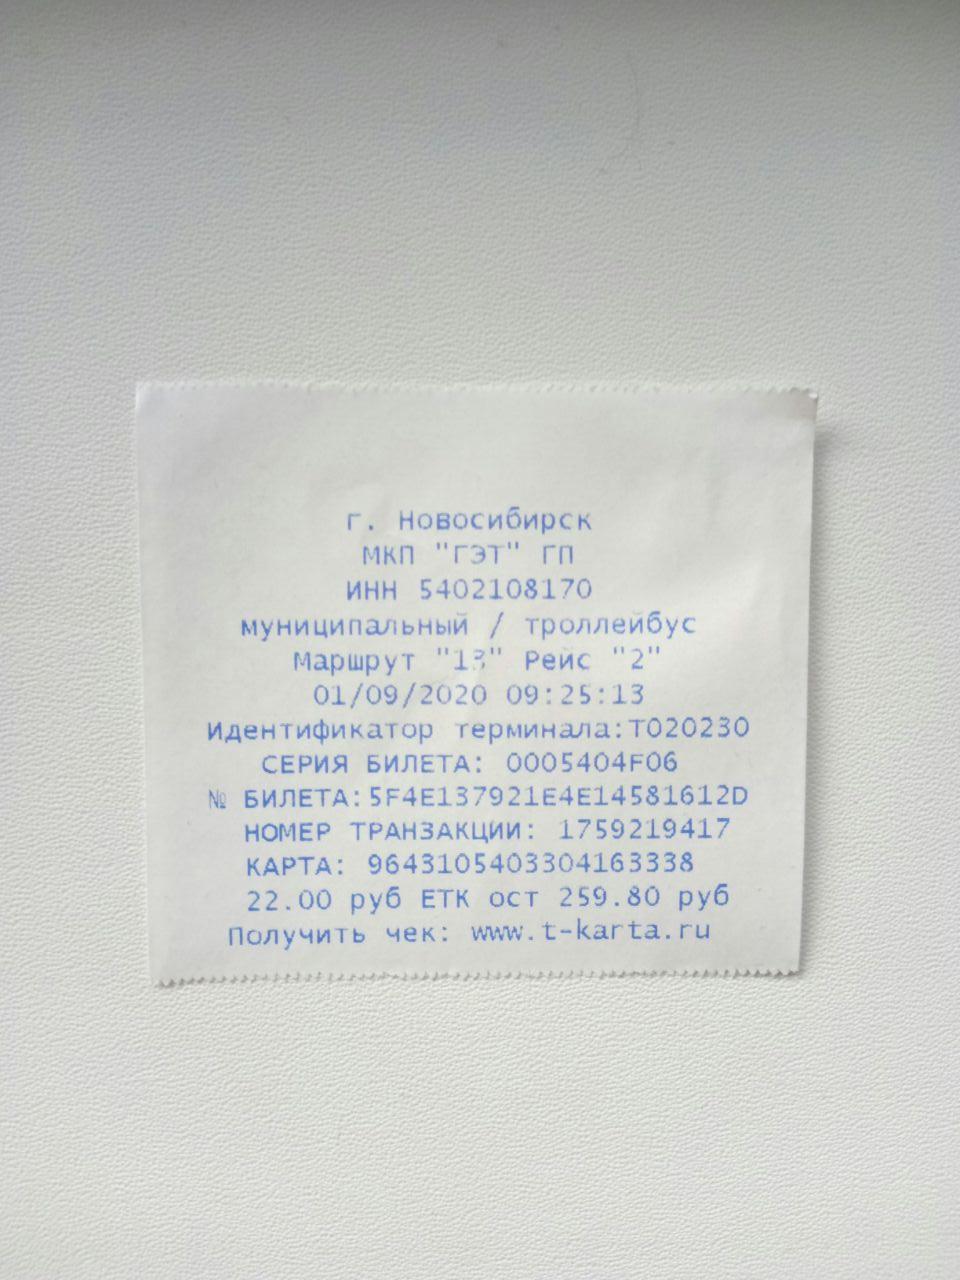 г. Новосибирск
МКП "ГЭТ" ГП
ИНН 5402108170
муниципальный / троллейбус
Маршрут "13" Рейс "2"
01/09/2020 09:25:13
Идентификатор терминала:T020230
СЕРИЯ БИЛЕТА: 0005404F06
№ БИЛЕТА:5F4E137921E4E14581612D
НОМЕР ТРАНЗАКЦИИ: 1759219417
КАРТА: 9643105403304163338
22.00 руб ЕТК ост 259.80 руб
Получить чек: www.t-karta.ru